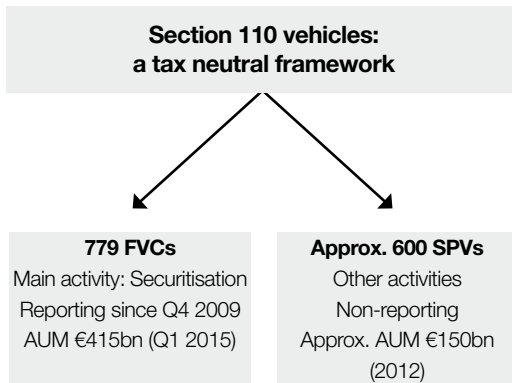 Section 110 vehicles:
a tax neutral framework
779 FVCs
Main activity: Securitisation
Reporting since Q4 2009
AUM €415bn (Q1 2015)
Approx. 600 SPVs
Other activities
Non-reporting
Approx. AUM €150bn
(2012)